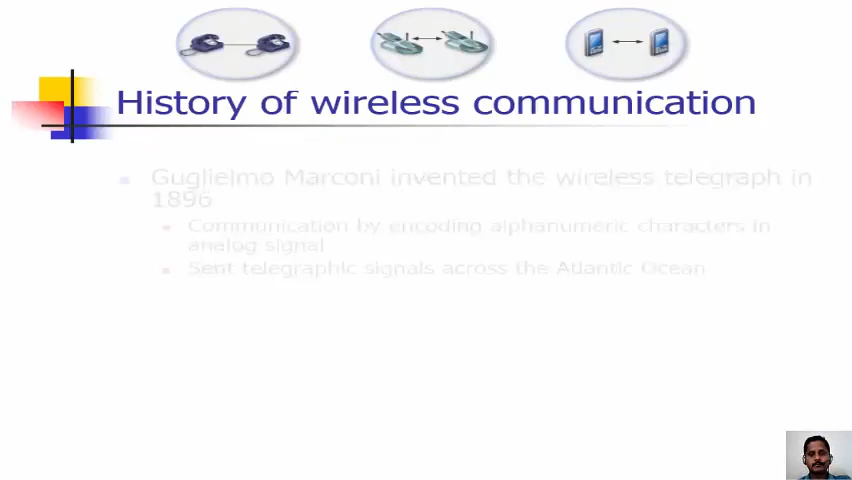 History of wireless communication
Guglielmo Marconi invented the wireless telegraph in
1896
Communication by encoding alphanumeric characters in
analog signal
Sent telegraphic signals across the Atlantic Ocean